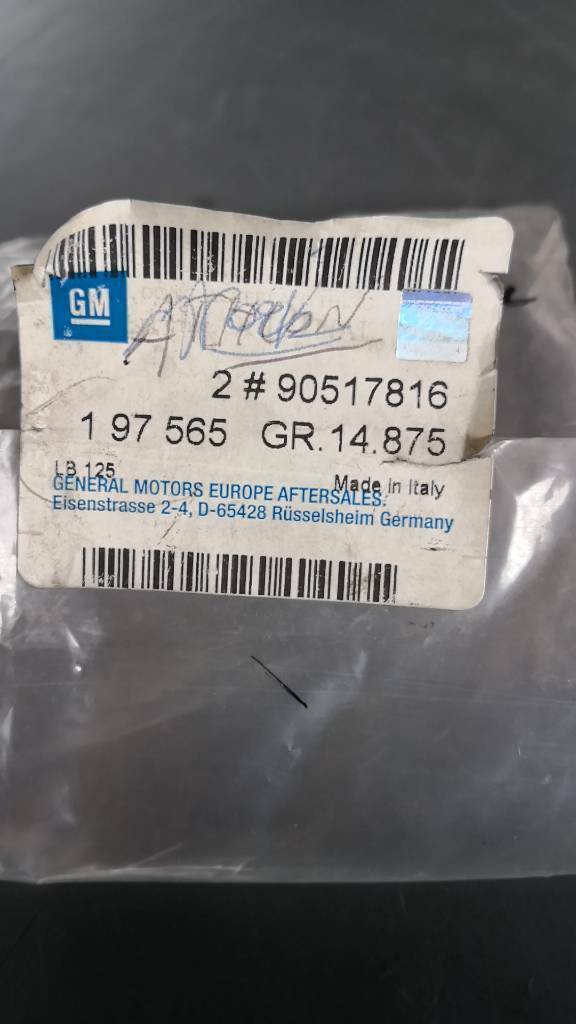 GM
2 # 90517816
1 97 565 GR.14.875
LB 125
Made in Italy
GENERAL MOTORS EUROPE AFTERSALES.
Eisenstrasse 2-4, D-65428 Rüsselsheim Germany